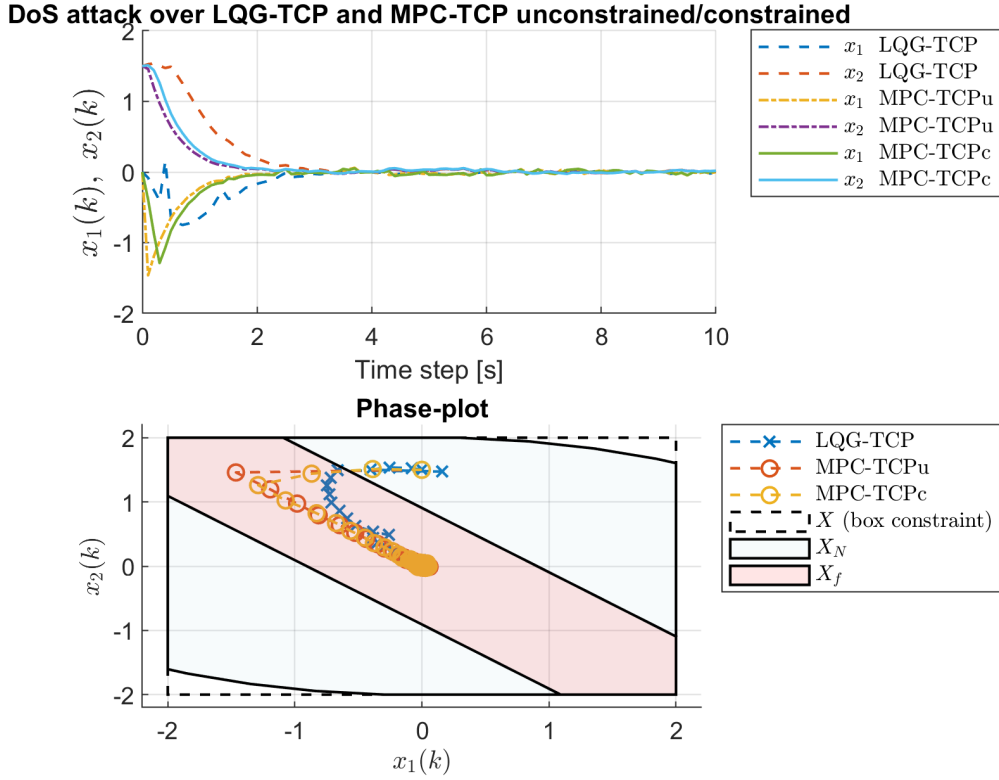 DoS attack over LQG-TCP and MPC-TCP unconstrained/constrained
2
1
0
-1
-2
x₁(k), x₂(k)
0 2 4 6 8 10
Time step [s]
x₁ LQG-TCP
x₂ LQG-TCP
x₁ MPC-TCPu
x₂ MPC-TCPu
x₁ MPC-TCPc
x₂ MPC-TCPc
Phase-plot
2
1
0
-1
-2
x₂(k)
-2 -1 0 1 2
x₁(k)
LQG-TCP
MPC-TCPu
MPC-TCPc
X (box constraint)
X_N
X_f